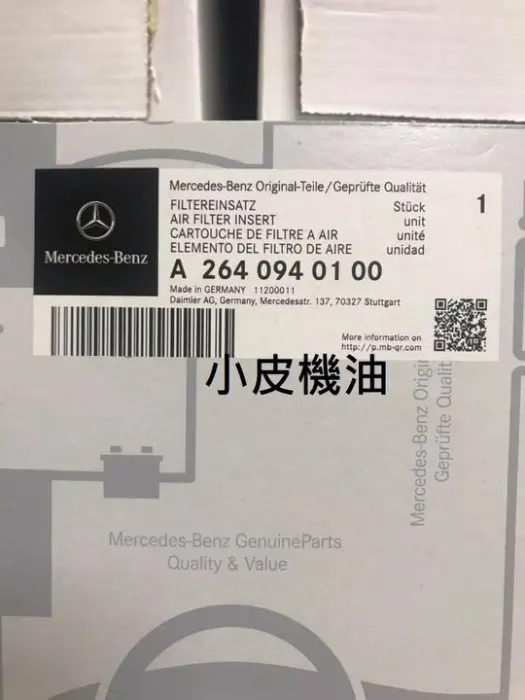 Mercedes-Benz
Mercedes-Benz Original-Teile/Geprüfte Qualität
FILTEREINSATZ Stück 1
AIR FILTER INSERT unit
CARTOUCHE DE FILTRE A AIR unité
ELEMENTO DEL FILTRO DE AIRE unidad
A 264 094 01 00
Made in GERMANY 11200011
Daimler AG, Germany, Mercedesstr. 137, 70327 Stuttgart
More information on
http://p.mb-qr.com
小皮機油
Mercedes-Benz Origin
Geprüfte Qualit
Mercedes-Benz GenuineParts
Quality & Value